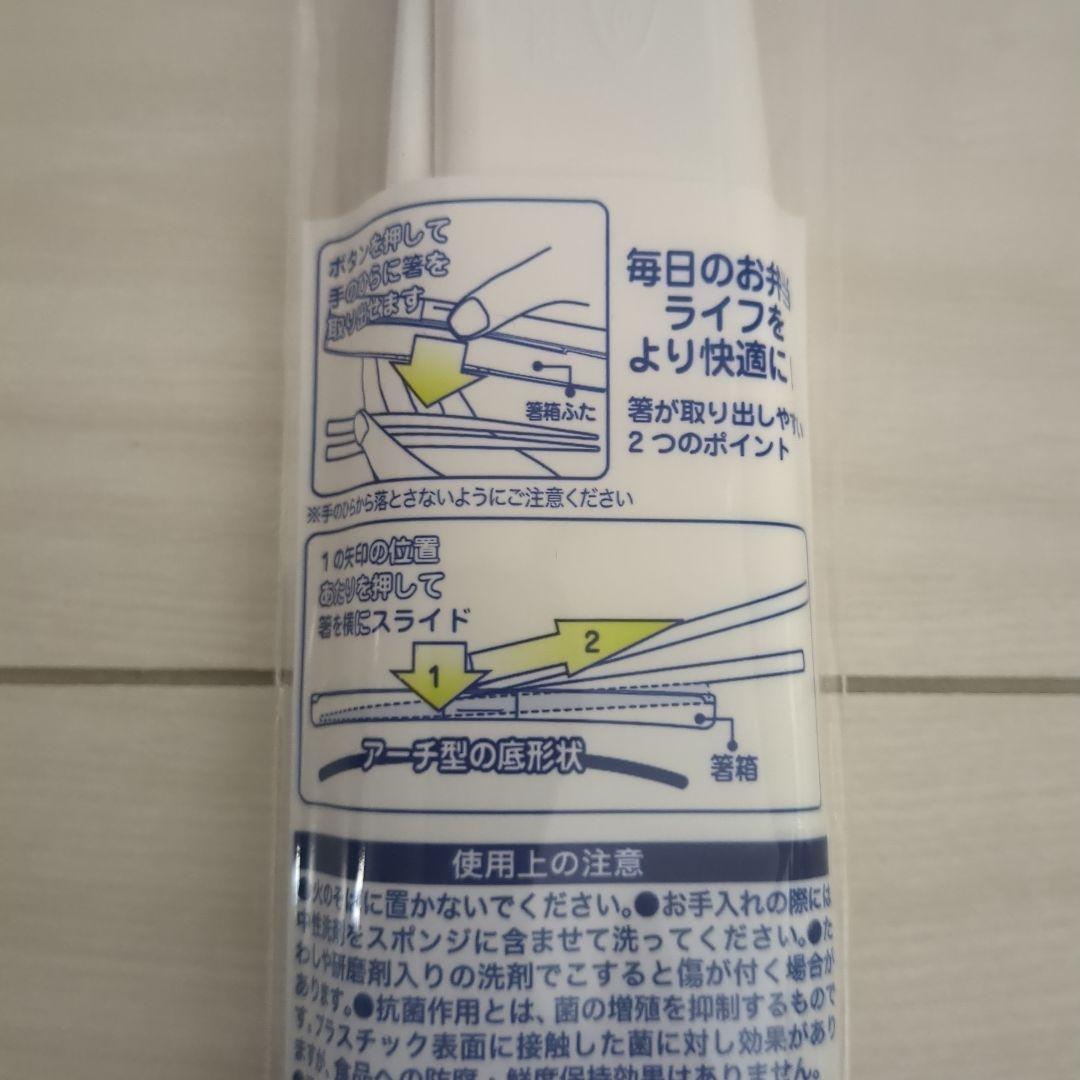 ボタンを押して
手のひらに箸を
取り出せます
箸箱ふた
毎日のお弁当
ライフを
より快適に
箸が取り出しやすい
2つのポイント
※手のひらから落とさないようにご注意ください
1の矢印の位置
あたりを押して
箸を横にスライド
2
1
アーチ型の底形状
箸箱
使用上の注意
●火のそばに置かないでください。●お手入れの際には
中性洗剤をスポンジに含ませて洗ってください。●た
わしや研磨剤入りの洗剤でこすると傷が付く場合が
あります。●抗菌作用とは、菌の増殖を抑制するもので
す。プラスチック表面に接触した菌に対し効果があり
ますが、食品への防腐・鮮度保持効果はありません。